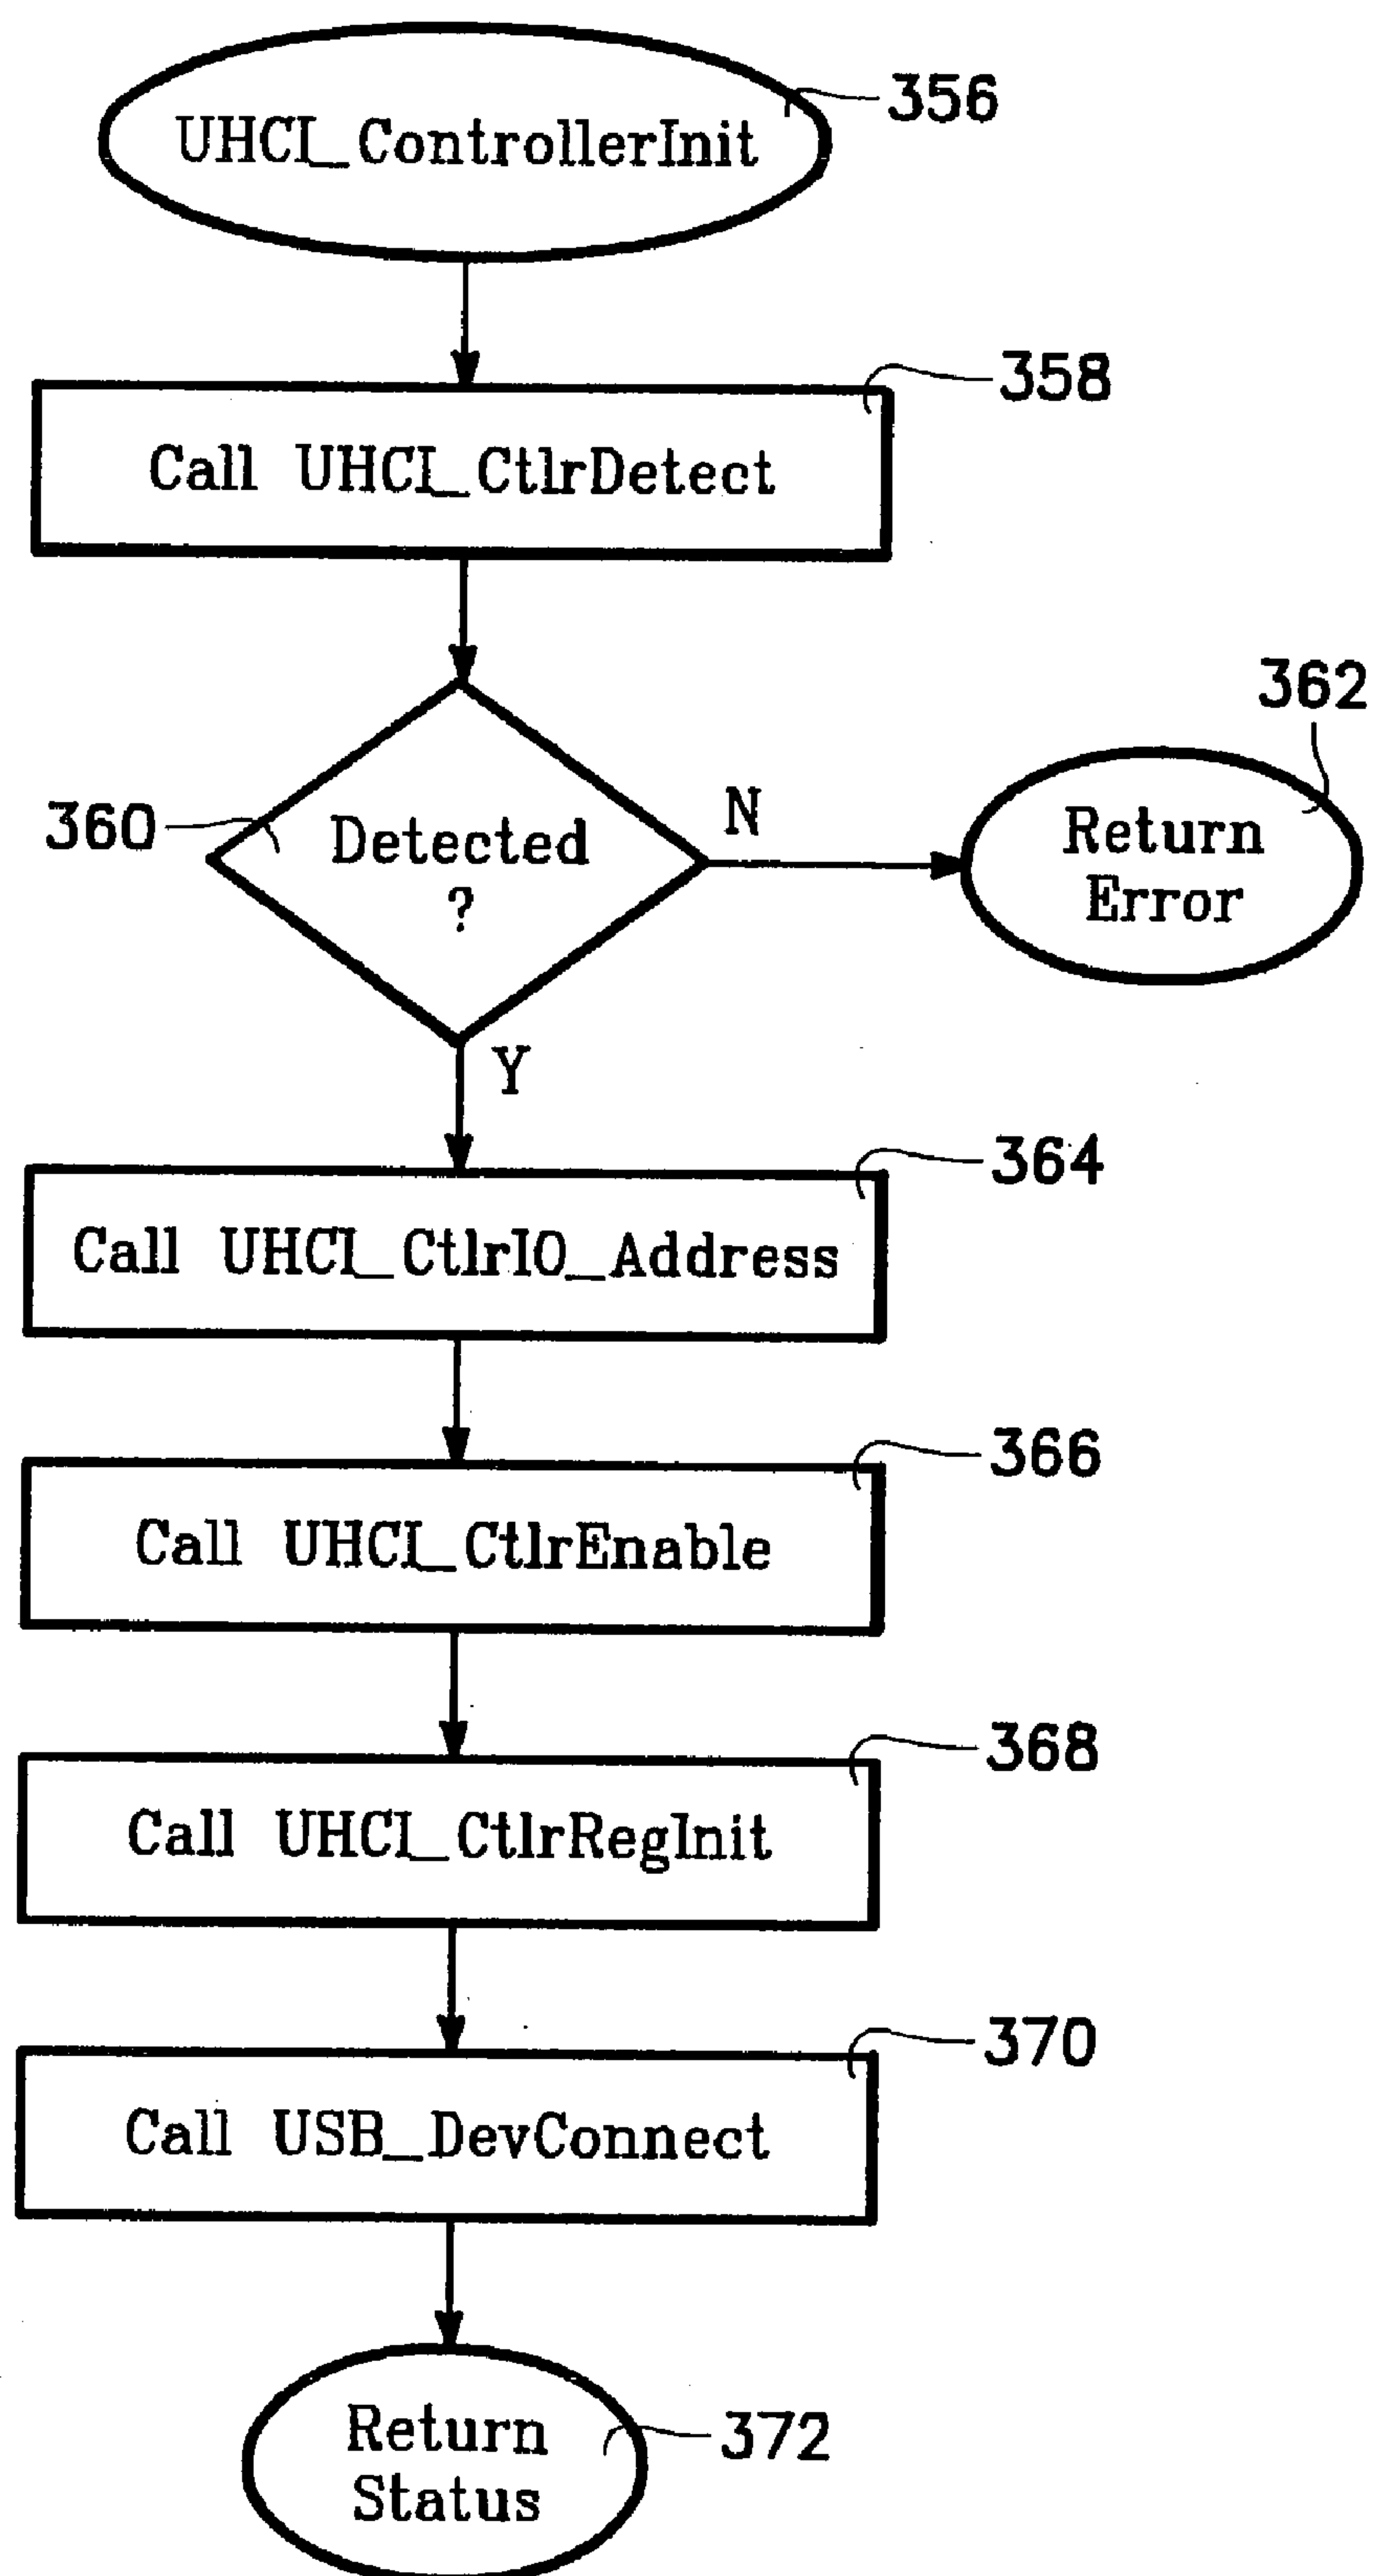 UHCI_ControllerInit
356
Call UHCI_CtlrDetect
358
360
Detected
?
N
362
Return
Error
Y
Call UHCI_CtlrIO_Address
364
Call UHCI_CtlrEnable
366
Call UHCI_CtlrRegInit
368
Call USB_DevConnect
370
Return
Status
372